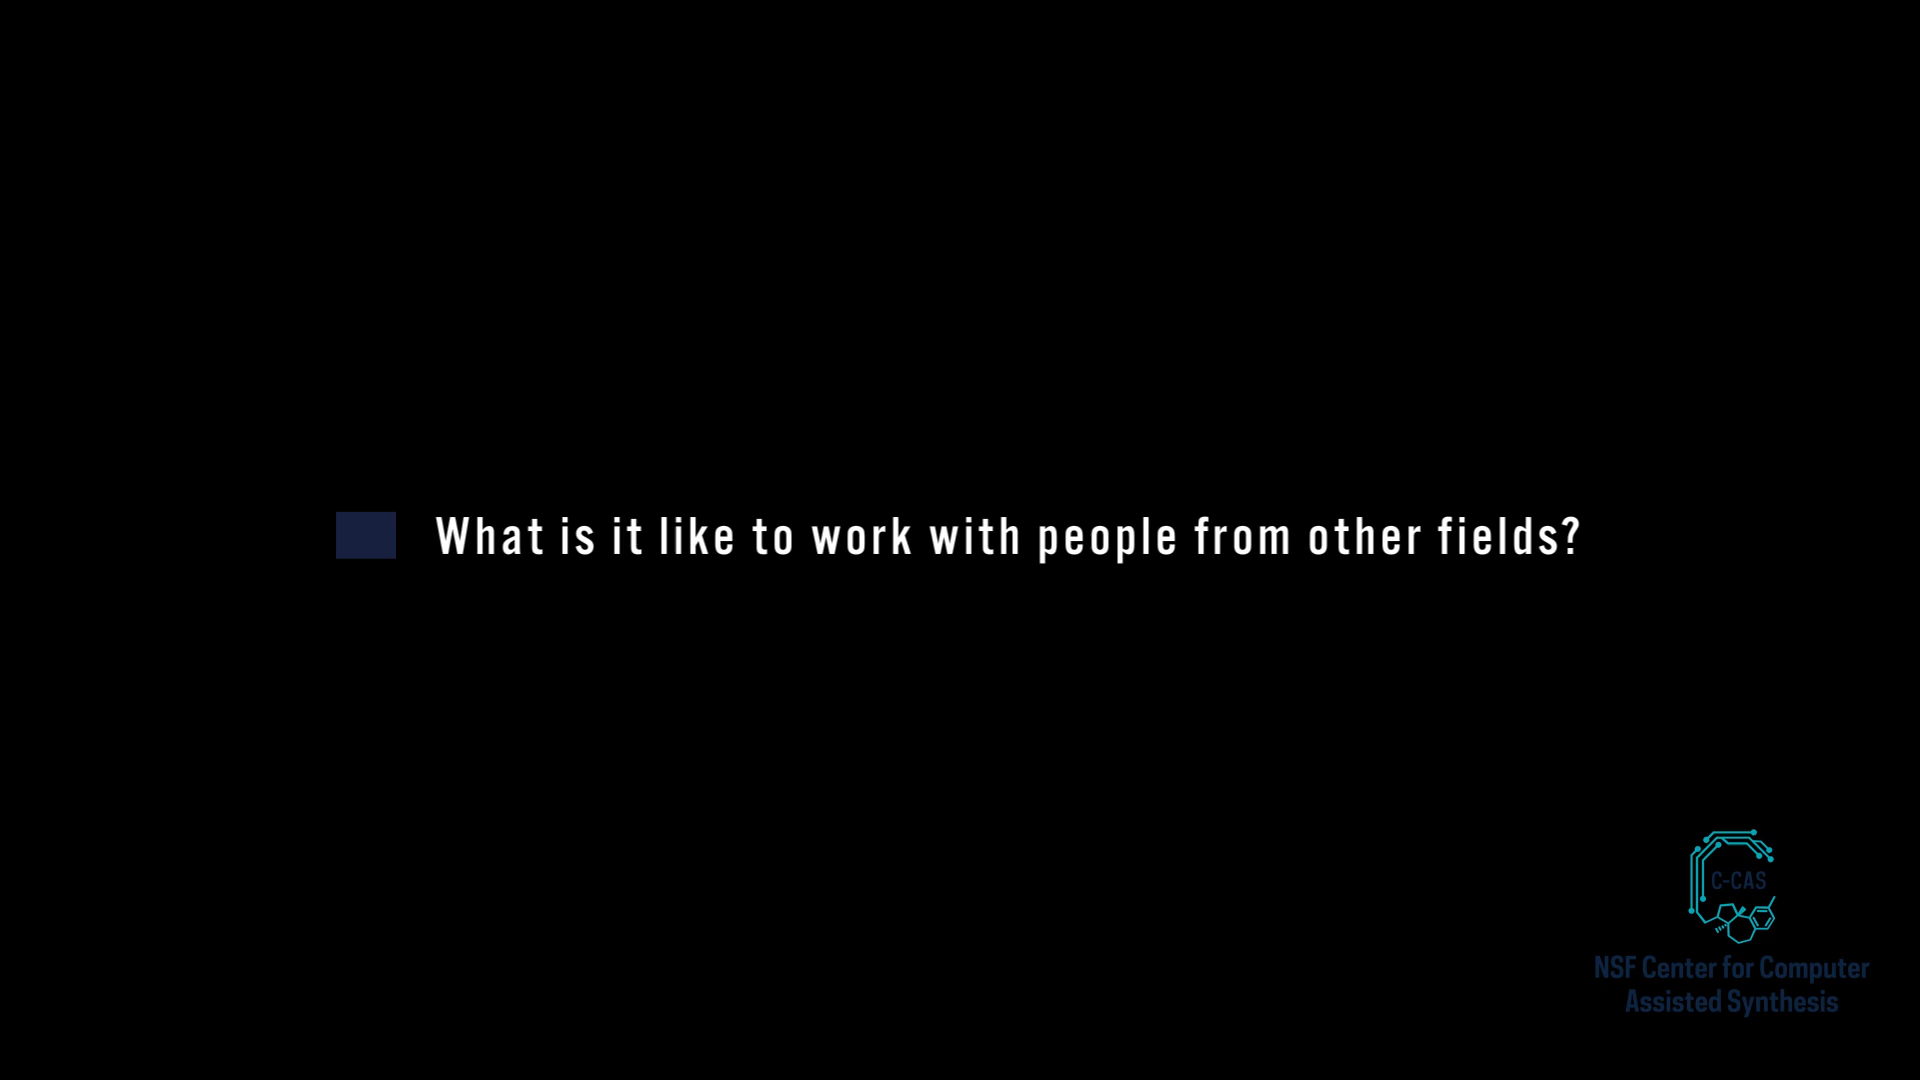 What is it like to work with people from other fields?
C-CAS
NSF Center for Computer
Assisted Synthesis